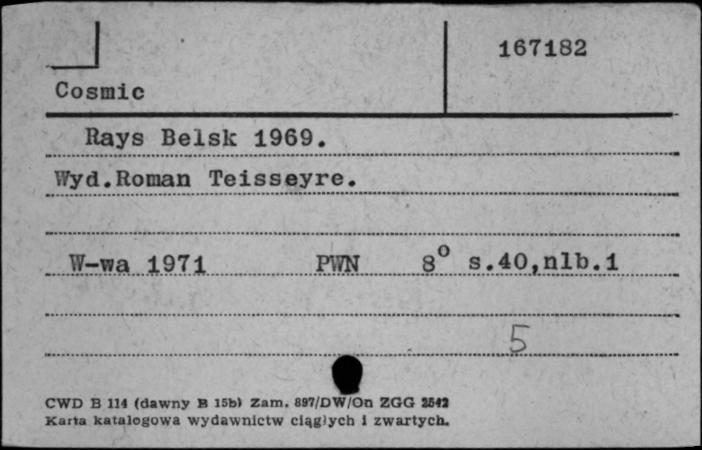 167182
Cosmic
Rays Belsk 1969.
Wyd.Roman Teisseyre.
W-wa 1971 PWN 8° s.40,nlb.1
5
CWD B 114 (dawny B 15b) Zam. 897/DW/On ZGG 2542
Karta katalogowa wydawnictw ciągłych i zwartych.